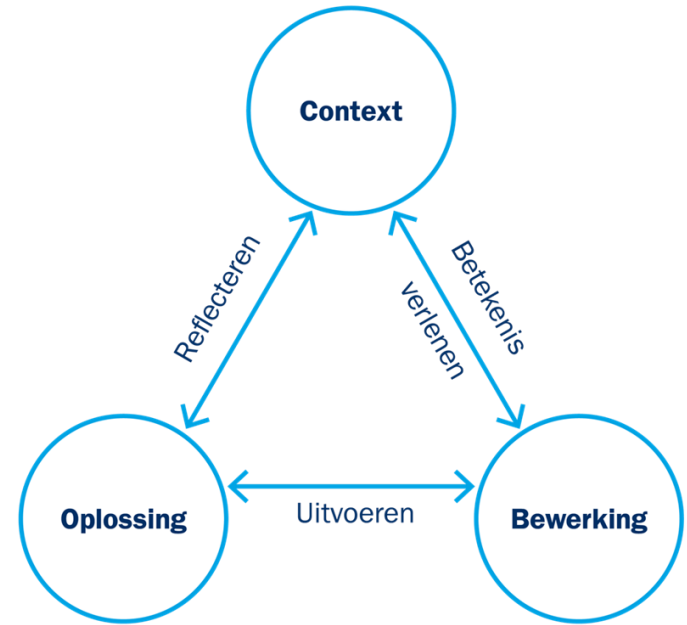 Context
Reflecteren
Betekenis
verlenen
Oplossing
Uitvoeren
Bewerking